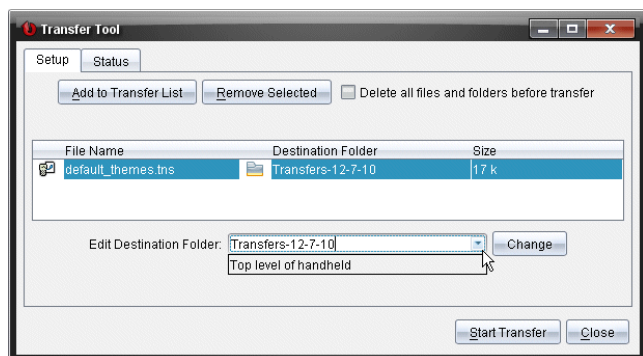 Transfer Tool
Setup Status
Add to Transfer List Remove Selected Delete all files and folders before transfer
File Name Destination Folder Size
default_themes.tns Transfers-12-7-10 17 k
Edit Destination Folder: Transfers-12-7-10 Change
Top level of handheld
Start Transfer Close